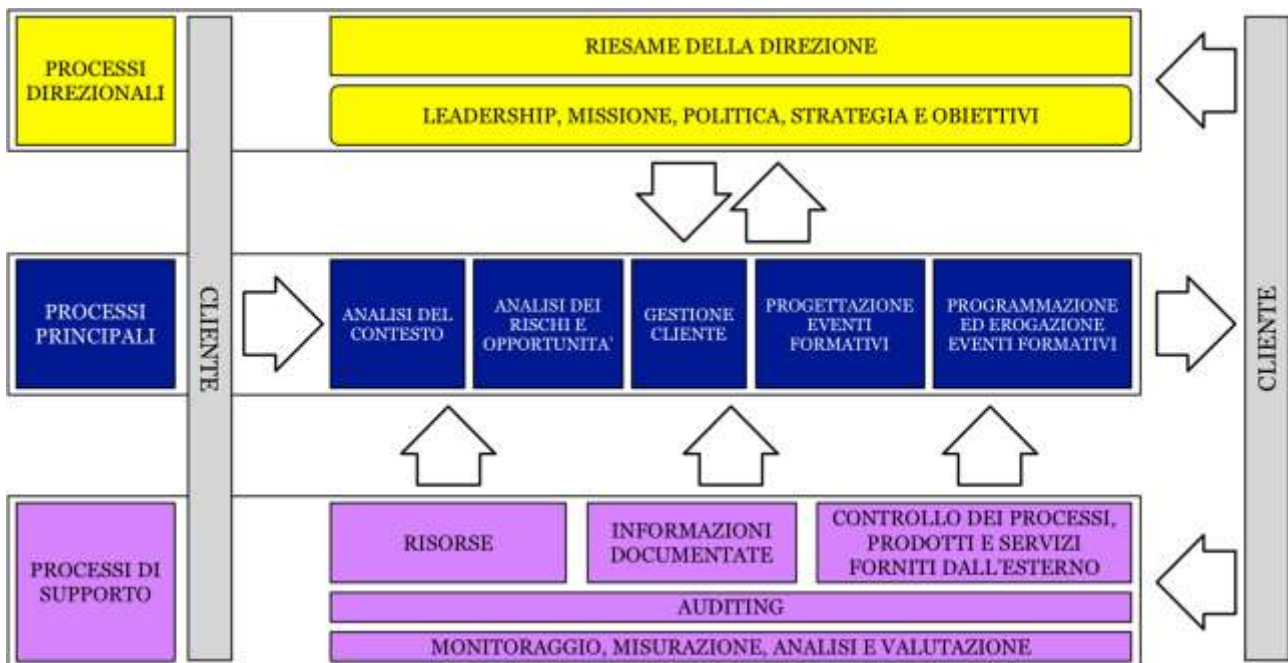 PROCESSI
DIREZIONALI
RIESAME DELLA DIREZIONE
LEADERSHIP, MISSIONE, POLITICA, STRATEGIA E OBIETTIVI
CLIENTE
PROCESSI
PRINCIPALI
ANALISI DEL
CONTESTO
ANALISI DEI
RISCHI E
OPPORTUNITA'
GESTIONE
CLIENTE
PROGETTAZIONE
EVENTI
FORMATIVI
PROGRAMMAZIONE
ED EROGAZIONE
EVENTI FORMATIVI
CLIENTE
PROCESSI DI
SUPPORTO
RISORSE
INFORMAZIONI
DOCUMENTATE
CONTROLLO DEI PROCESSI,
PRODOTTI E SERVIZI
FORNITI DALL'ESTERNO
AUDITING
MONITORAGGIO, MISURAZIONE, ANALISI E VALUTAZIONE